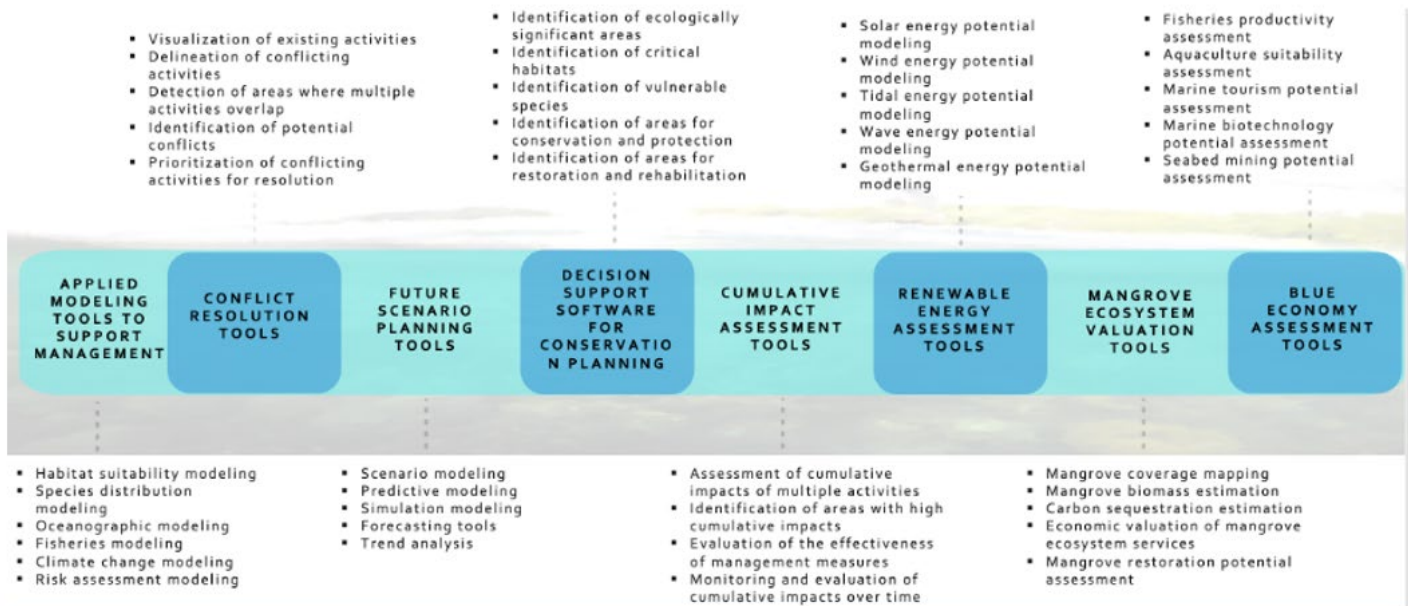 ▪ Visualization of existing activities
▪ Delineation of conflicting
activities
▪ Detection of areas where multiple
activities overlap
▪ Identification of potential
conflicts
▪ Prioritization of conflicting
activities for resolution
▪ Identification of ecologically
significant areas
▪ Identification of critical
habitats
▪ Identification of vulnerable
species
▪ Identification of areas for
conservation and protection
▪ Identification of areas for
restoration and rehabilitation
▪ Solar energy potential
modeling
▪ Wind energy potential
modeling
▪ Tidal energy potential
modeling
▪ Wave energy potential
modeling
▪ Geothermal energy potential
modeling
▪ Fisheries productivity
assessment
▪ Aquaculture suitability
assessment
▪ Marine tourism potential
assessment
▪ Marine biotechnology
potential assessment
▪ Seabed mining potential
assessment
APPLIED
MODELING
TOOLS TO
SUPPORT
MANAGEMENT
CONFLICT
RESOLUTION
TOOLS
FUTURE
SCENARIO
PLANNING
TOOLS
DECISION
SUPPORT
SOFTWARE
FOR
CONSERVATIO
N PLANNING
CUMULATIVE
IMPACT
ASSESSMENT
TOOLS
RENEWABLE
ENERGY
ASSESSMENT
TOOLS
MANGROVE
ECOSYSTEM
VALUATION
TOOLS
BLUE
ECONOMY
ASSESSMENT
TOOLS
▪ Habitat suitability modeling
▪ Species distribution
modeling
▪ Oceanographic modeling
▪ Fisheries modeling
▪ Climate change modeling
▪ Risk assessment modeling
▪ Scenario modeling
▪ Predictive modeling
▪ Simulation modeling
▪ Forecasting tools
▪ Trend analysis
▪ Assessment of cumulative
impacts of multiple activities
▪ Identification of areas with high
cumulative impacts
▪ Evaluation of the effectiveness
of management measures
▪ Monitoring and evaluation of
cumulative impacts over time
▪ Mangrove coverage mapping
▪ Mangrove biomass estimation
▪ Carbon sequestration estimation
▪ Economic valuation of mangrove
ecosystem services
▪ Mangrove restoration potential
assessment